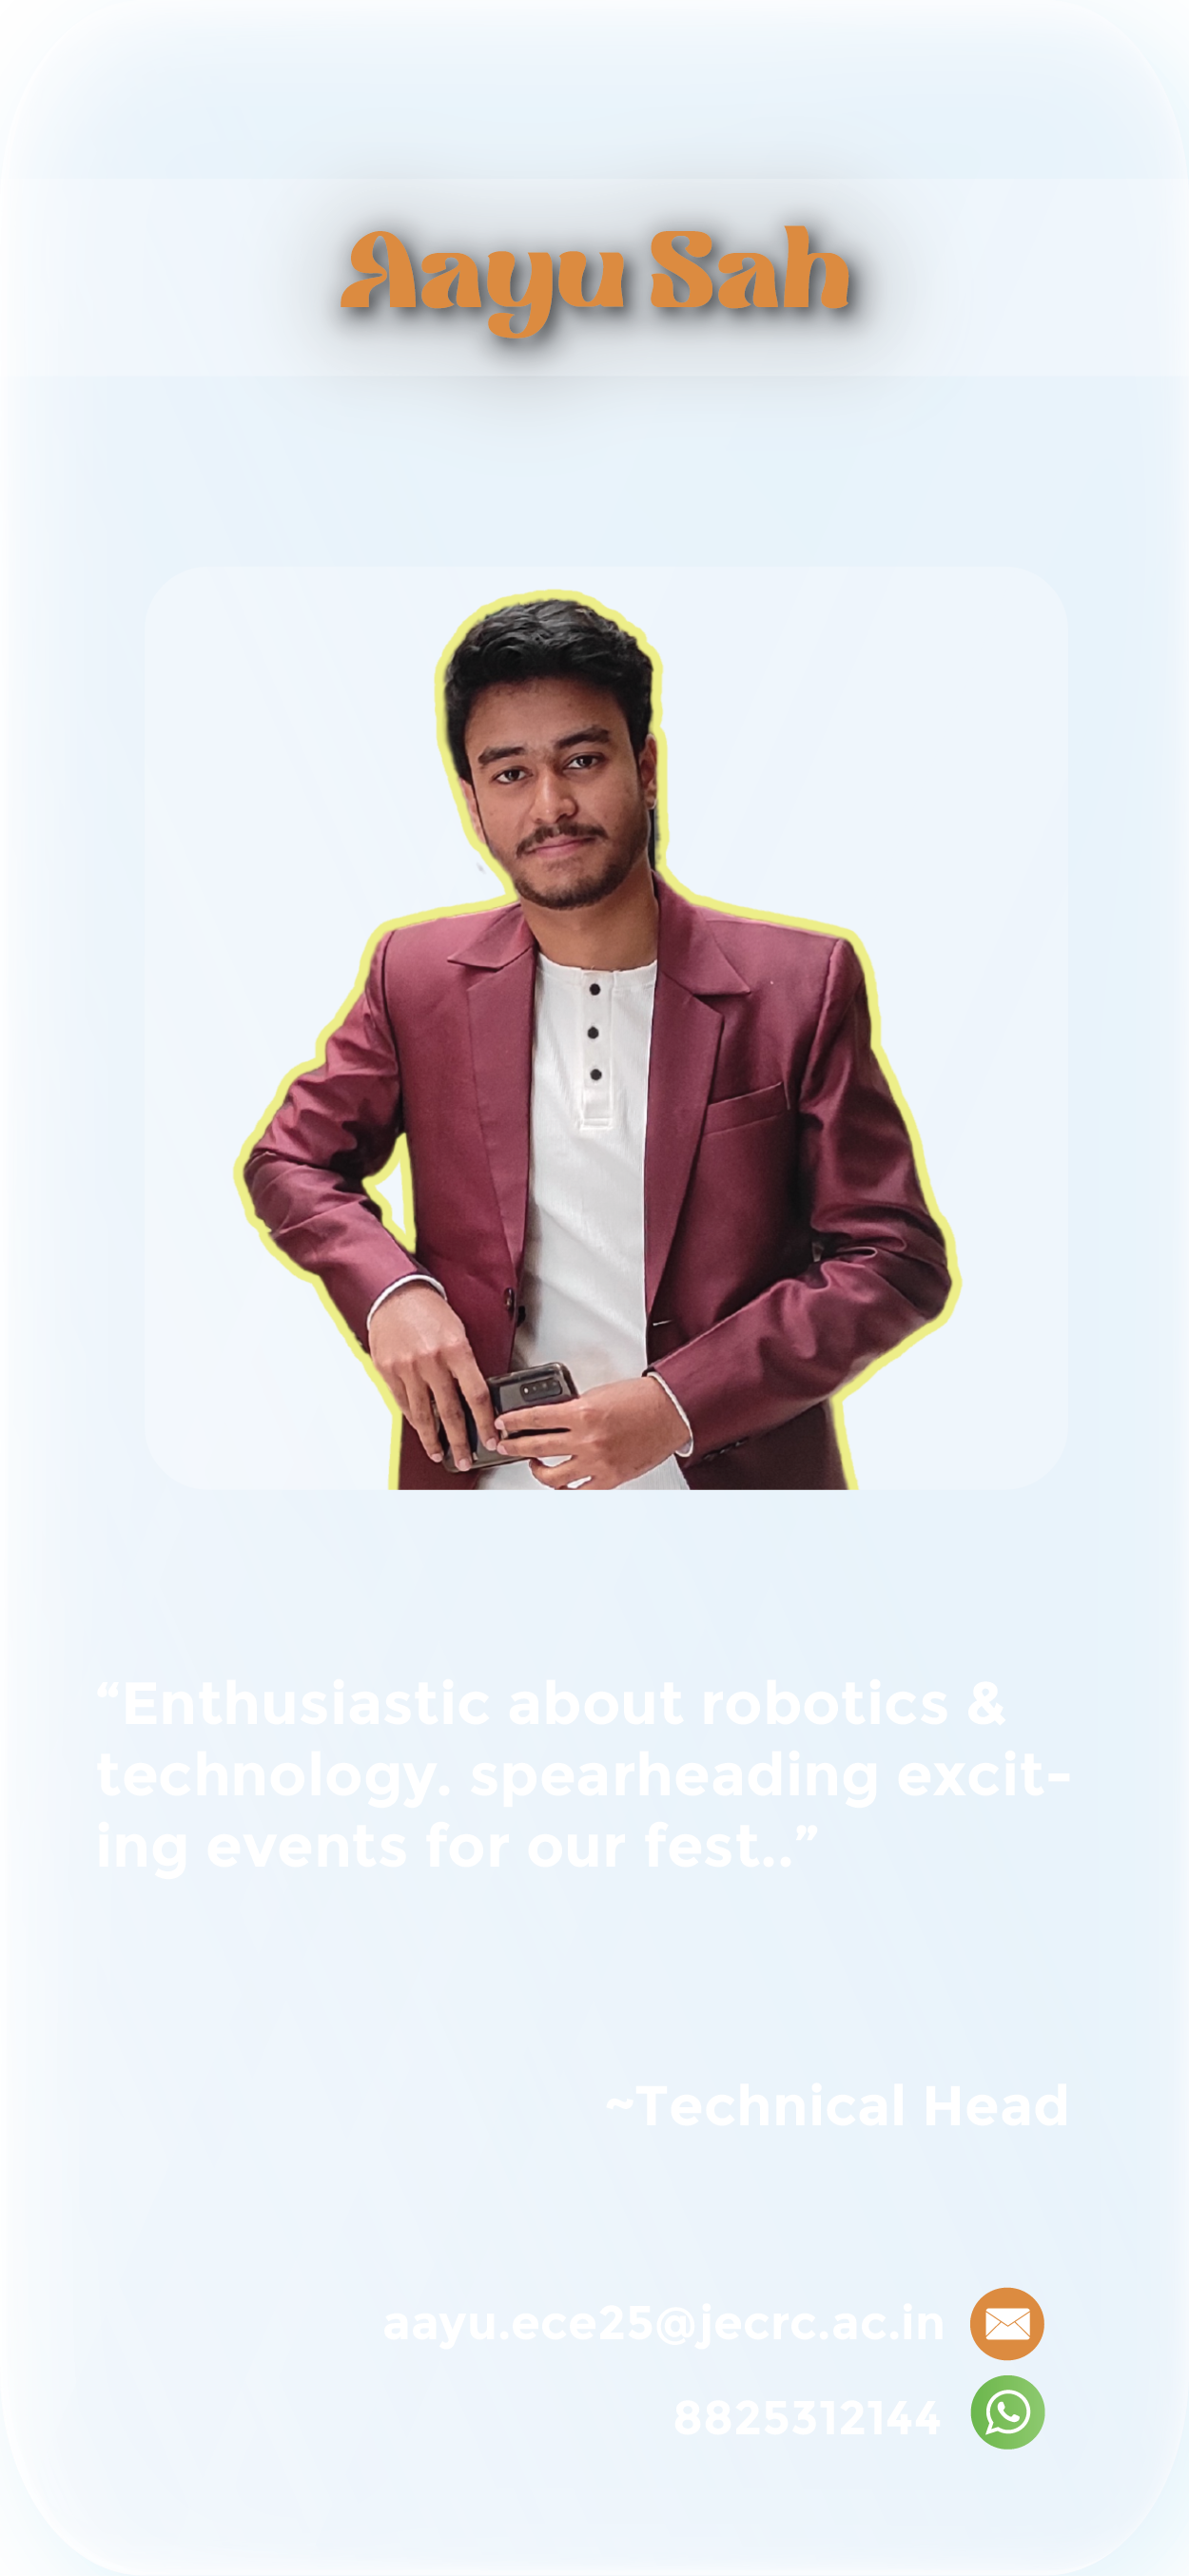 Aayu Sah
“Enthusiastic about robotics &
technology. spearheading excit-
ing events for our fest..”
~Technical Head
aayu.ece25@jecrc.ac.in
8825312144